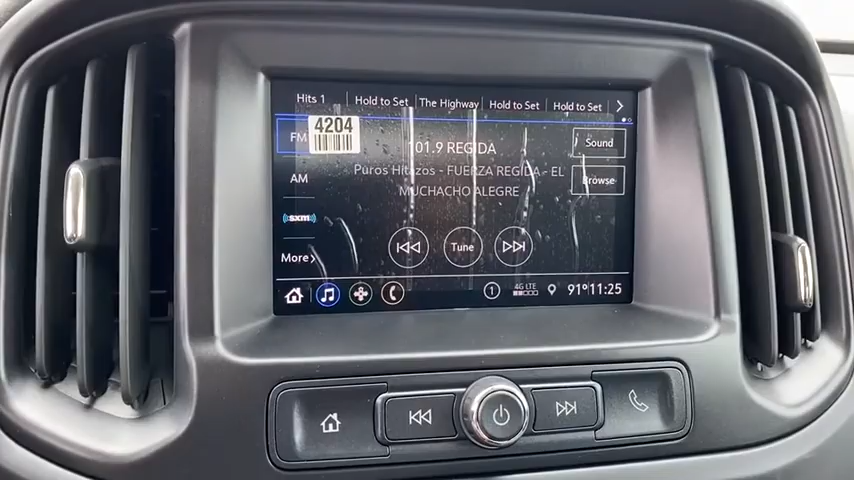 Hits 1 Hold to Set The Highway Hold to Set Hold to Set
FM 4204 101.9 REGIDA Sound
Puros Hitazos - FUERZA REGIDA - EL
MUCHACHO ALEGRE
AM Browse
sxm
More
Tune
1 4G LTE 91° 11:25